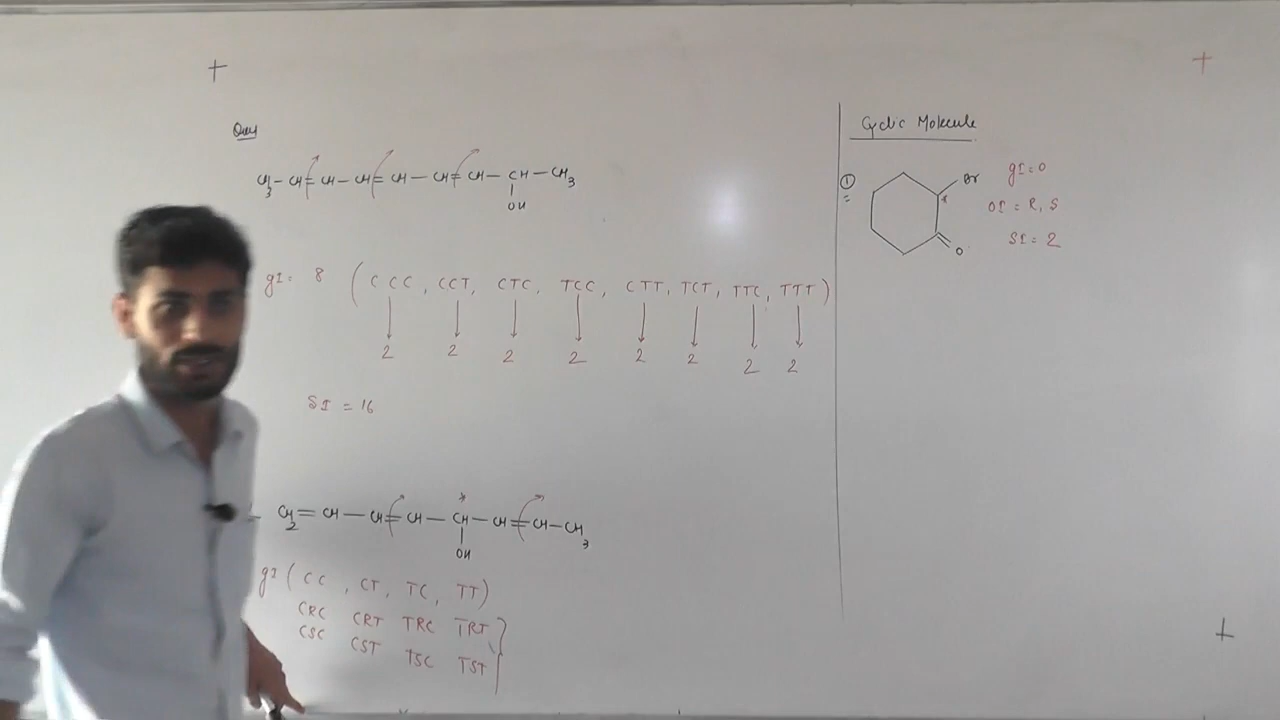 Ques
CH3 - CH = CH - CH = CH - CH = CH - CH - CH3
OH
gI = 8 ( CCC , CCT , CTC , TCC , CTT , TCT , TTC , TTT )
2 2 2 2 2 2 2 2
SI = 16
CH2 = CH - CH = CH - CH - CH = CH - CH3
*
OH
gI ( CC , CT , TC , TT )
CRC CRT TRC TRT
CSC CST TSC TST
Cyclic Molecule
① Br gI = 0
* OI = R, S
O SI = 2